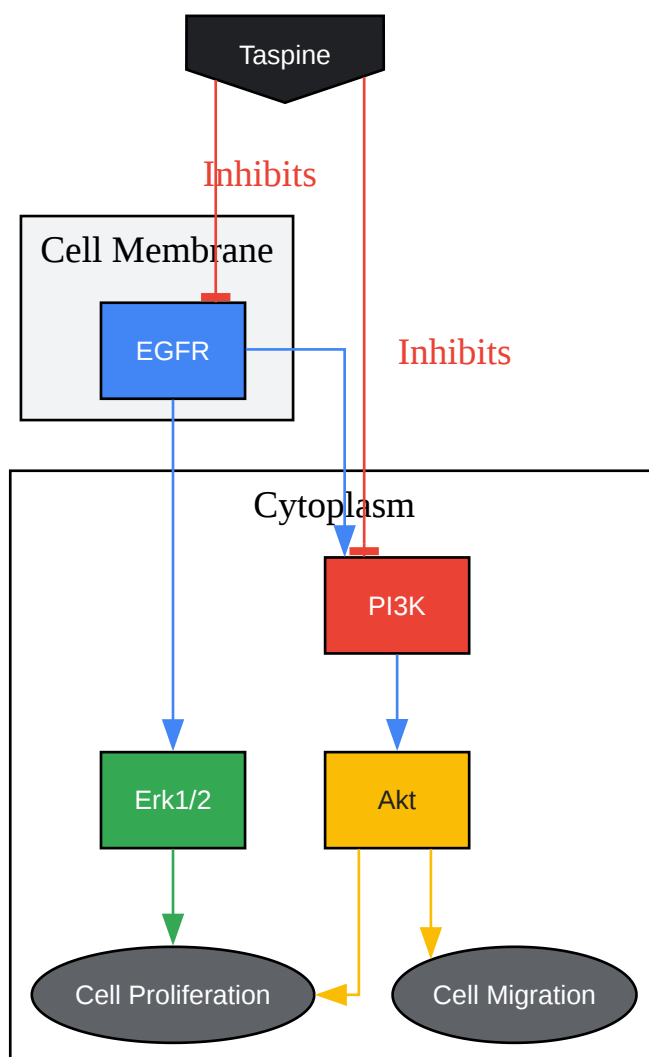 Taspine
Inhibits
Cell Membrane
EGFR
Inhibits
Cytoplasm
PI3K
Erk1/2
Akt
Cell Proliferation
Cell Migration